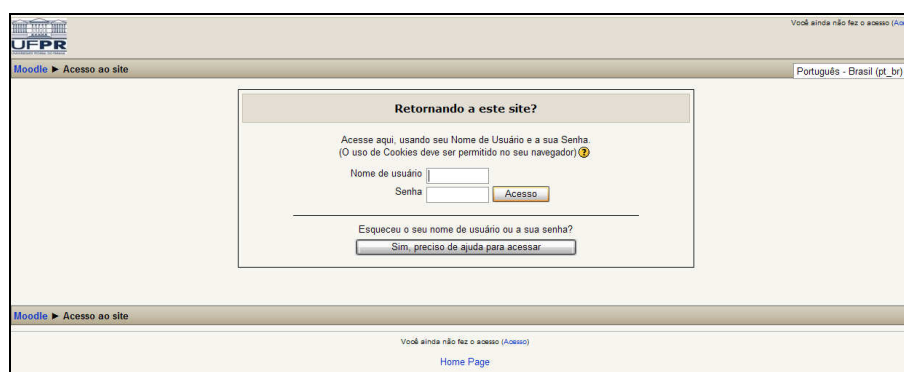 Você ainda não fez o acesso
UFPR
Moodle ► Acesso ao site
Português - Brasil (pt_br)
Retornando a este site?
Acesse aqui, usando seu Nome de Usuário e a sua Senha.
(O uso de Cookies deve ser permitido no seu navegador) ?
Nome de usuário
Senha
Acesso
Esqueceu o seu nome de usuário ou a sua senha?
Sim, preciso de ajuda para acessar
Moodle ► Acesso ao site
Você ainda não fez o acesso (Acesso)
Home Page